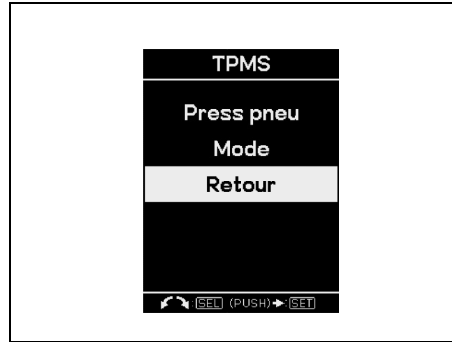 TPMS
Press pneu
Mode
Retour
:SEL (PUSH) :SET